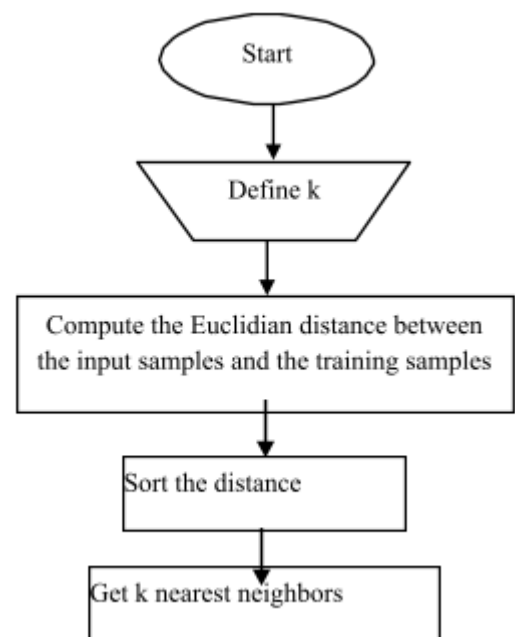 Start
Define k
Compute the Euclidian distance between
the input samples and the training samples
Sort the distance
Get k nearest neighbors